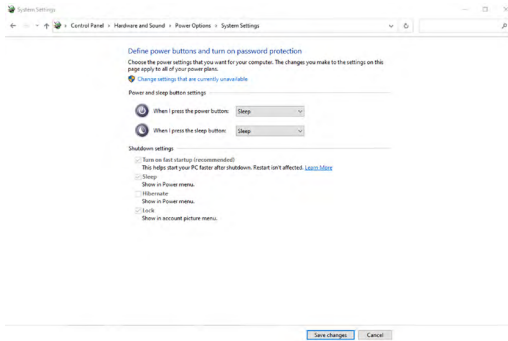 System Settings
Control Panel > Hardware and Sound > Power Options > System Settings
Define power buttons and turn on password protection
Choose the power settings that you want for your computer. The changes you make to the settings on this
page apply to all of your power plans.
Change settings that are currently unavailable
Power and sleep button settings
When I press the power button: Sleep
When I press the sleep button: Sleep
Shutdown settings
Turn on fast startup (recommended)
This helps start your PC faster after shutdown. Restart isn't affected. Learn More
Sleep
Show in Power menu.
Hibernate
Show in Power menu.
Lock
Show in account picture menu.
Save changes Cancel